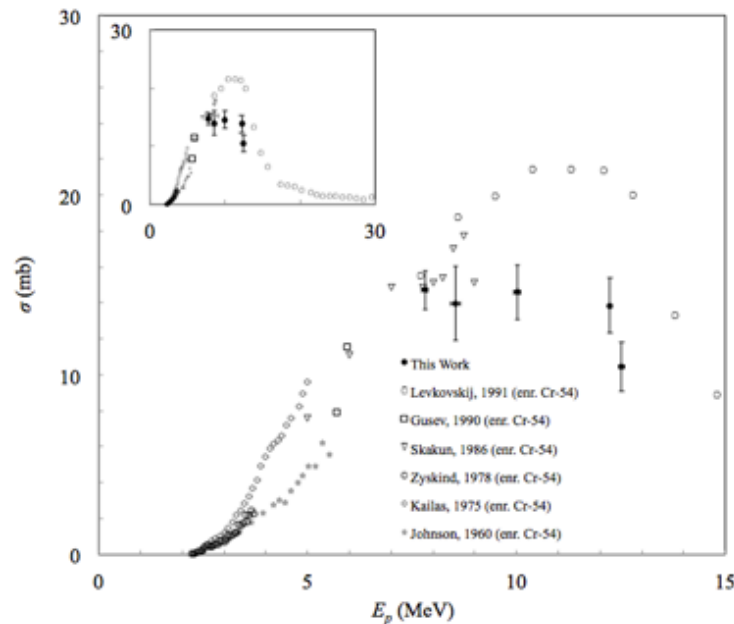 30
30
0
0
30
20
10
0
σ (mb)
This Work
Levkovskij, 1991 (enr. Cr-54)
Gusev, 1990 (enr. Cr-54)
Skakun, 1986 (enr. Cr-54)
Zyskind, 1978 (enr. Cr-54)
Kailas, 1975 (enr. Cr-54)
Johnson, 1960 (enr. Cr-54)
0
5
10
15
E_p (MeV)